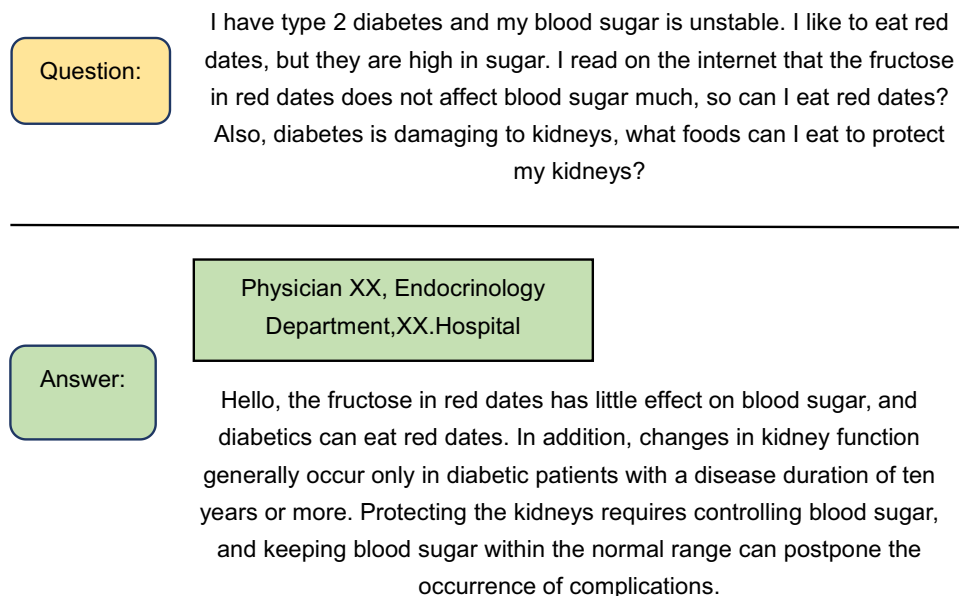 Question:
I have type 2 diabetes and my blood sugar is unstable. I like to eat red
dates, but they are high in sugar. I read on the internet that the fructose
in red dates does not affect blood sugar much, so can I eat red dates?
Also, diabetes is damaging to kidneys, what foods can I eat to protect
my kidneys?
Physician XX, Endocrinology
Department,XX.Hospital
Answer:
Hello, the fructose in red dates has little effect on blood sugar, and
diabetics can eat red dates. In addition, changes in kidney function
generally occur only in diabetic patients with a disease duration of ten
years or more. Protecting the kidneys requires controlling blood sugar,
and keeping blood sugar within the normal range can postpone the
occurrence of complications.